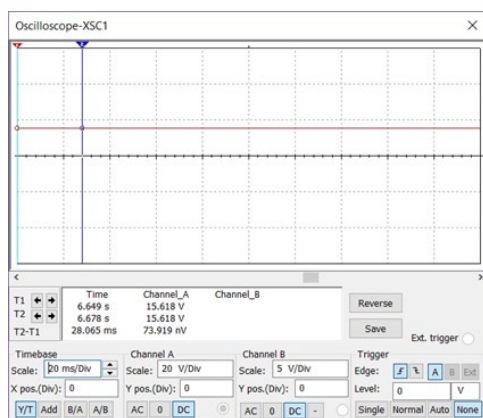 Oscilloscope-XSC1
Time Channel_A Channel_B
T1 6.649 s 15.618 V
T2 6.678 s 15.618 V
T2-T1 28.065 ms 73.919 nV
Reverse
Save
Ext. trigger
Timebase
Scale: 20 ms/Div
X pos.(Div): 0
Y/T Add B/A A/B
Channel A
Scale: 20 V/Div
Y pos.(Div): 0
AC 0 DC
Channel B
Scale: 5 V/Div
Y pos.(Div): 0
AC 0 DC -
Trigger
Edge: A B Ext
Level: 0 V
Single Normal Auto None